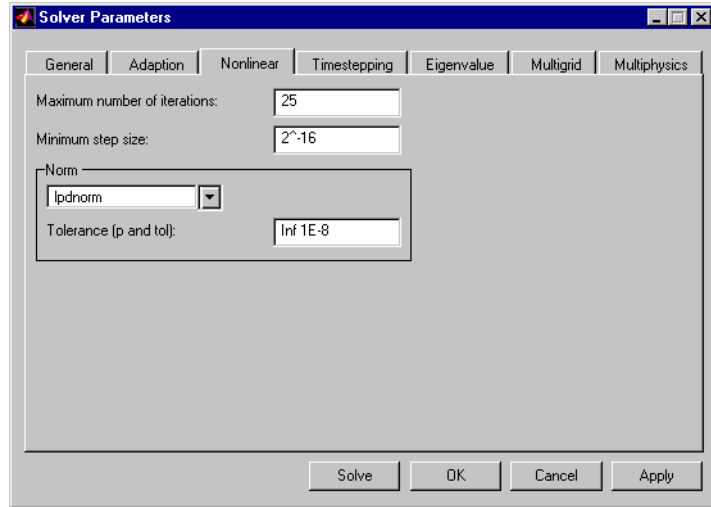 Solver Parameters
General Adaption Nonlinear Timestepping Eigenvalue Multigrid Multiphysics
Maximum number of iterations: 25
Minimum step size: 2^-16
Norm
lpdnorm
Tolerance (p and tol): Inf 1E-8
Solve OK Cancel Apply